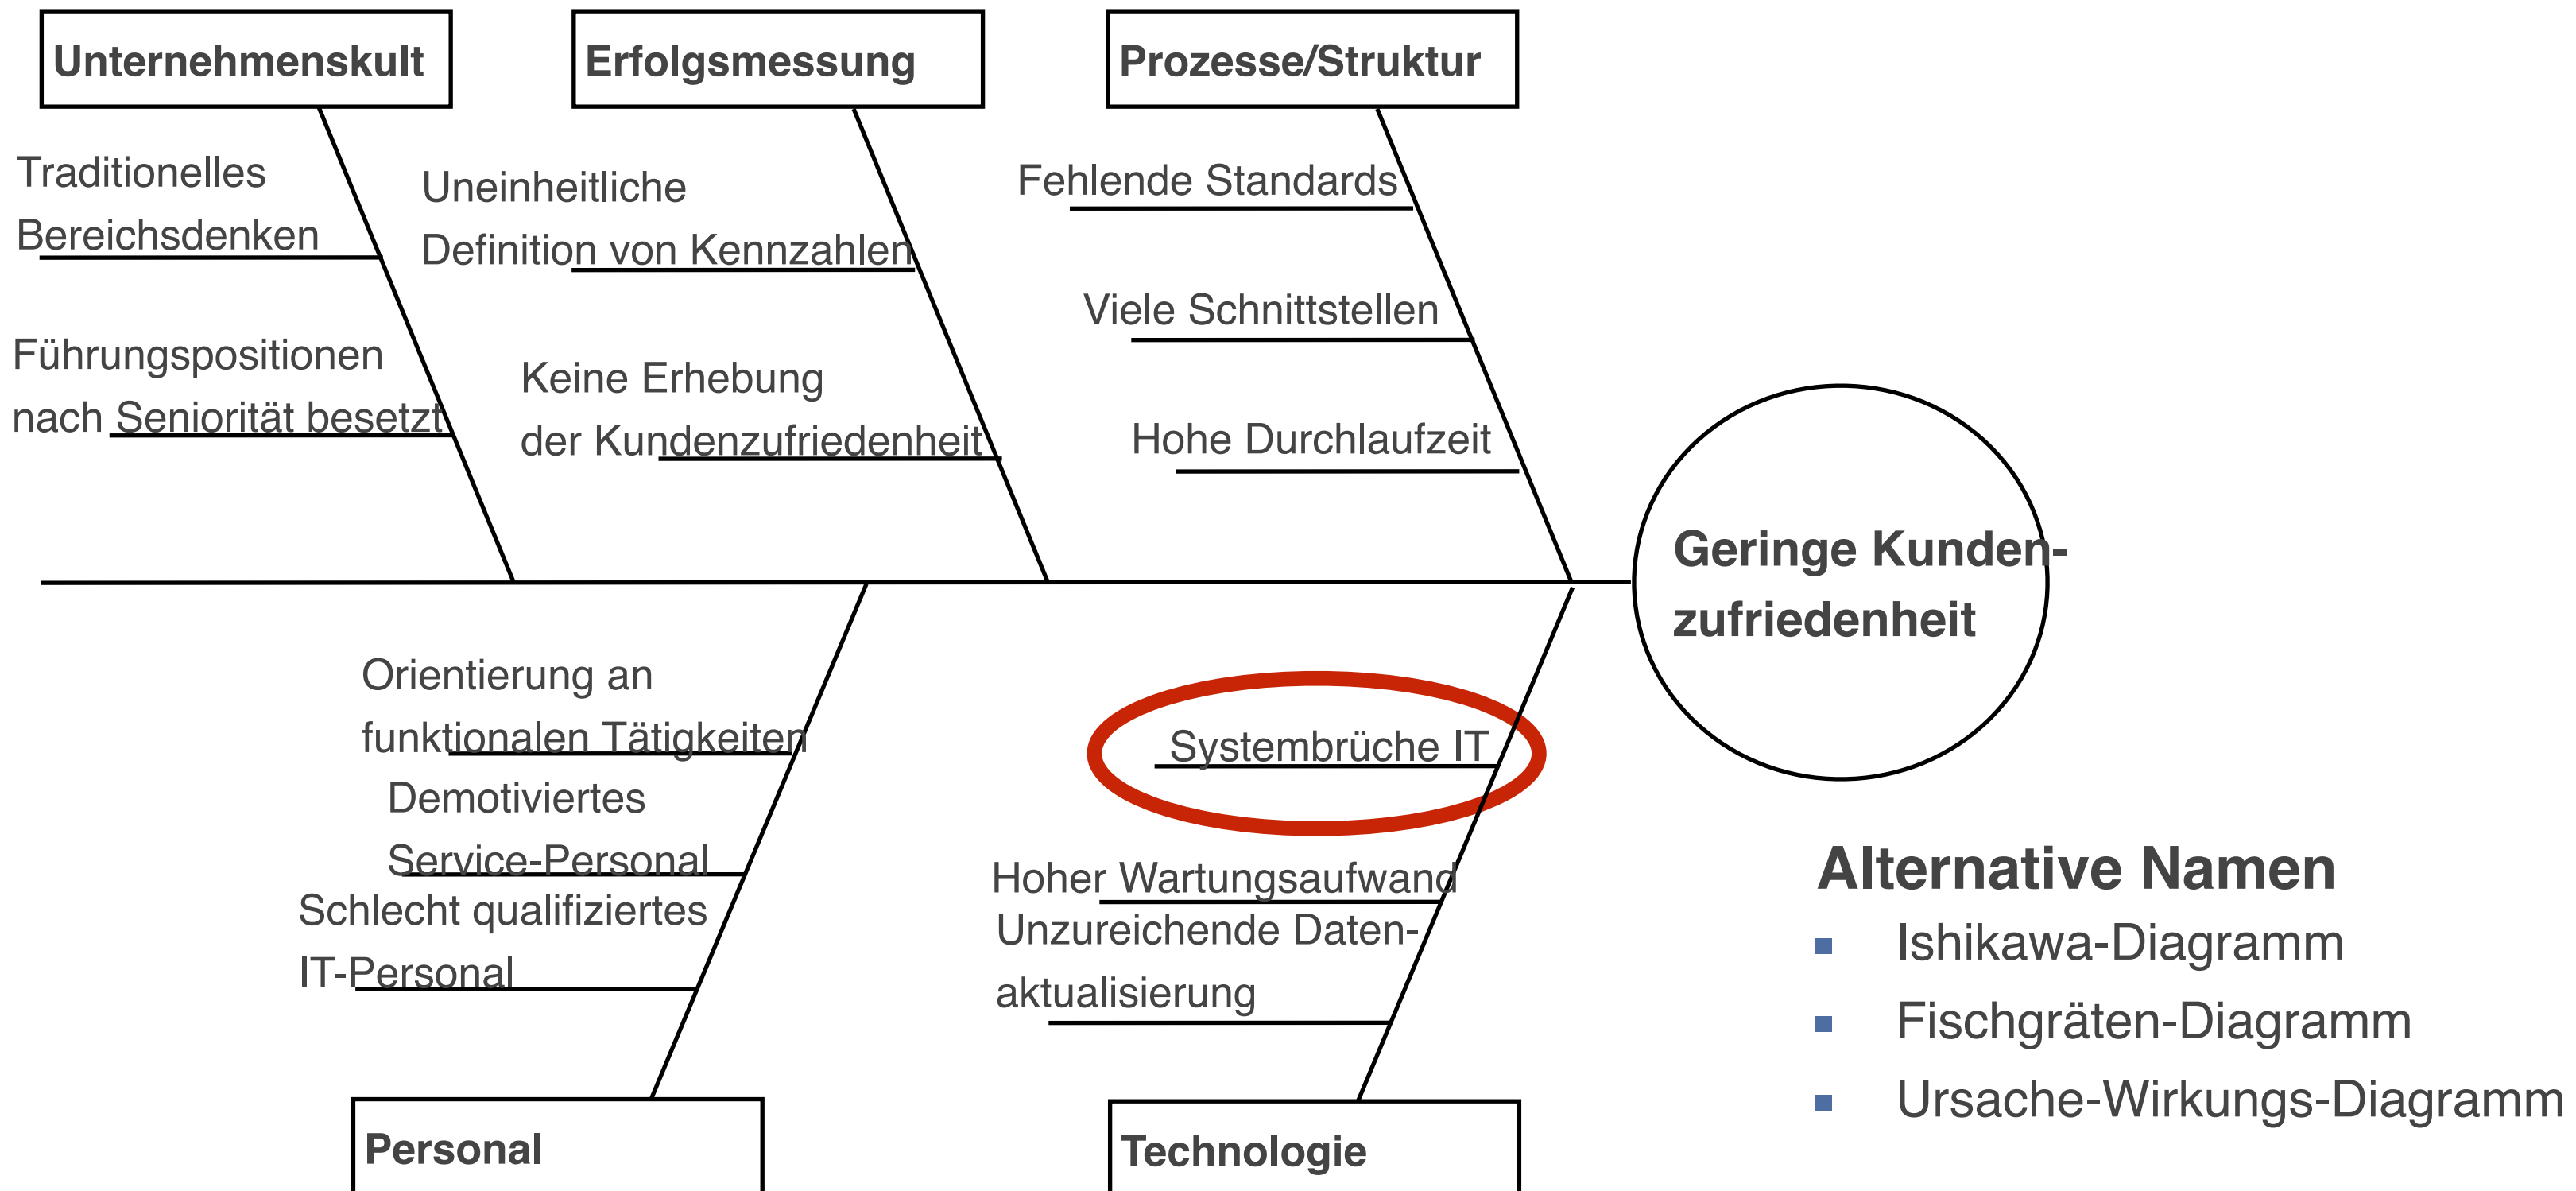 Unternehmenskult
Erfolgsmessung
Prozesse/Struktur
Traditionelles
Bereichsdenken
Führungspositionen
nach Seniorität besetzt
Uneinheitliche
Definition von Kennzahlen
Keine Erhebung
der Kundenzufriedenheit
Fehlende Standards
Viele Schnittstellen
Hohe Durchlaufzeit
Geringe Kunden-
zufriedenheit
Orientierung an
funktionalen Tätigkeiten
Demotiviertes
Service-Personal
Schlecht qualifiziertes
IT-Personal
Systembrüche IT
Hoher Wartungsaufwand
Unzureichende Daten-
aktualisierung
Personal
Technologie
Alternative Namen
Ishikawa-Diagramm
Fischgräten-Diagramm
Ursache-Wirkungs-Diagramm